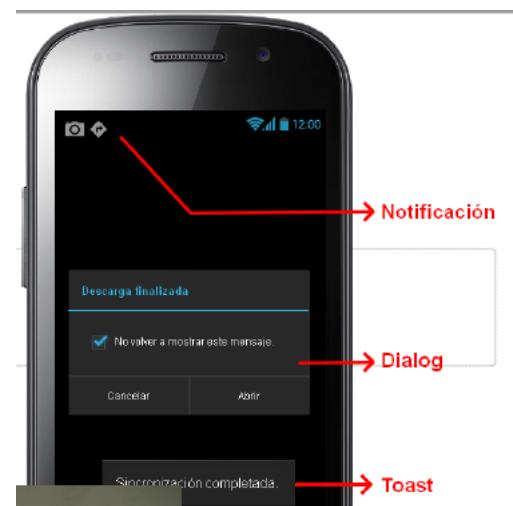 12:00
Notificación
Descarga finalizada
No volver a mostrar este mensaje.
Dialog
Cancelar Abrir
Sincronización completada.
Toast